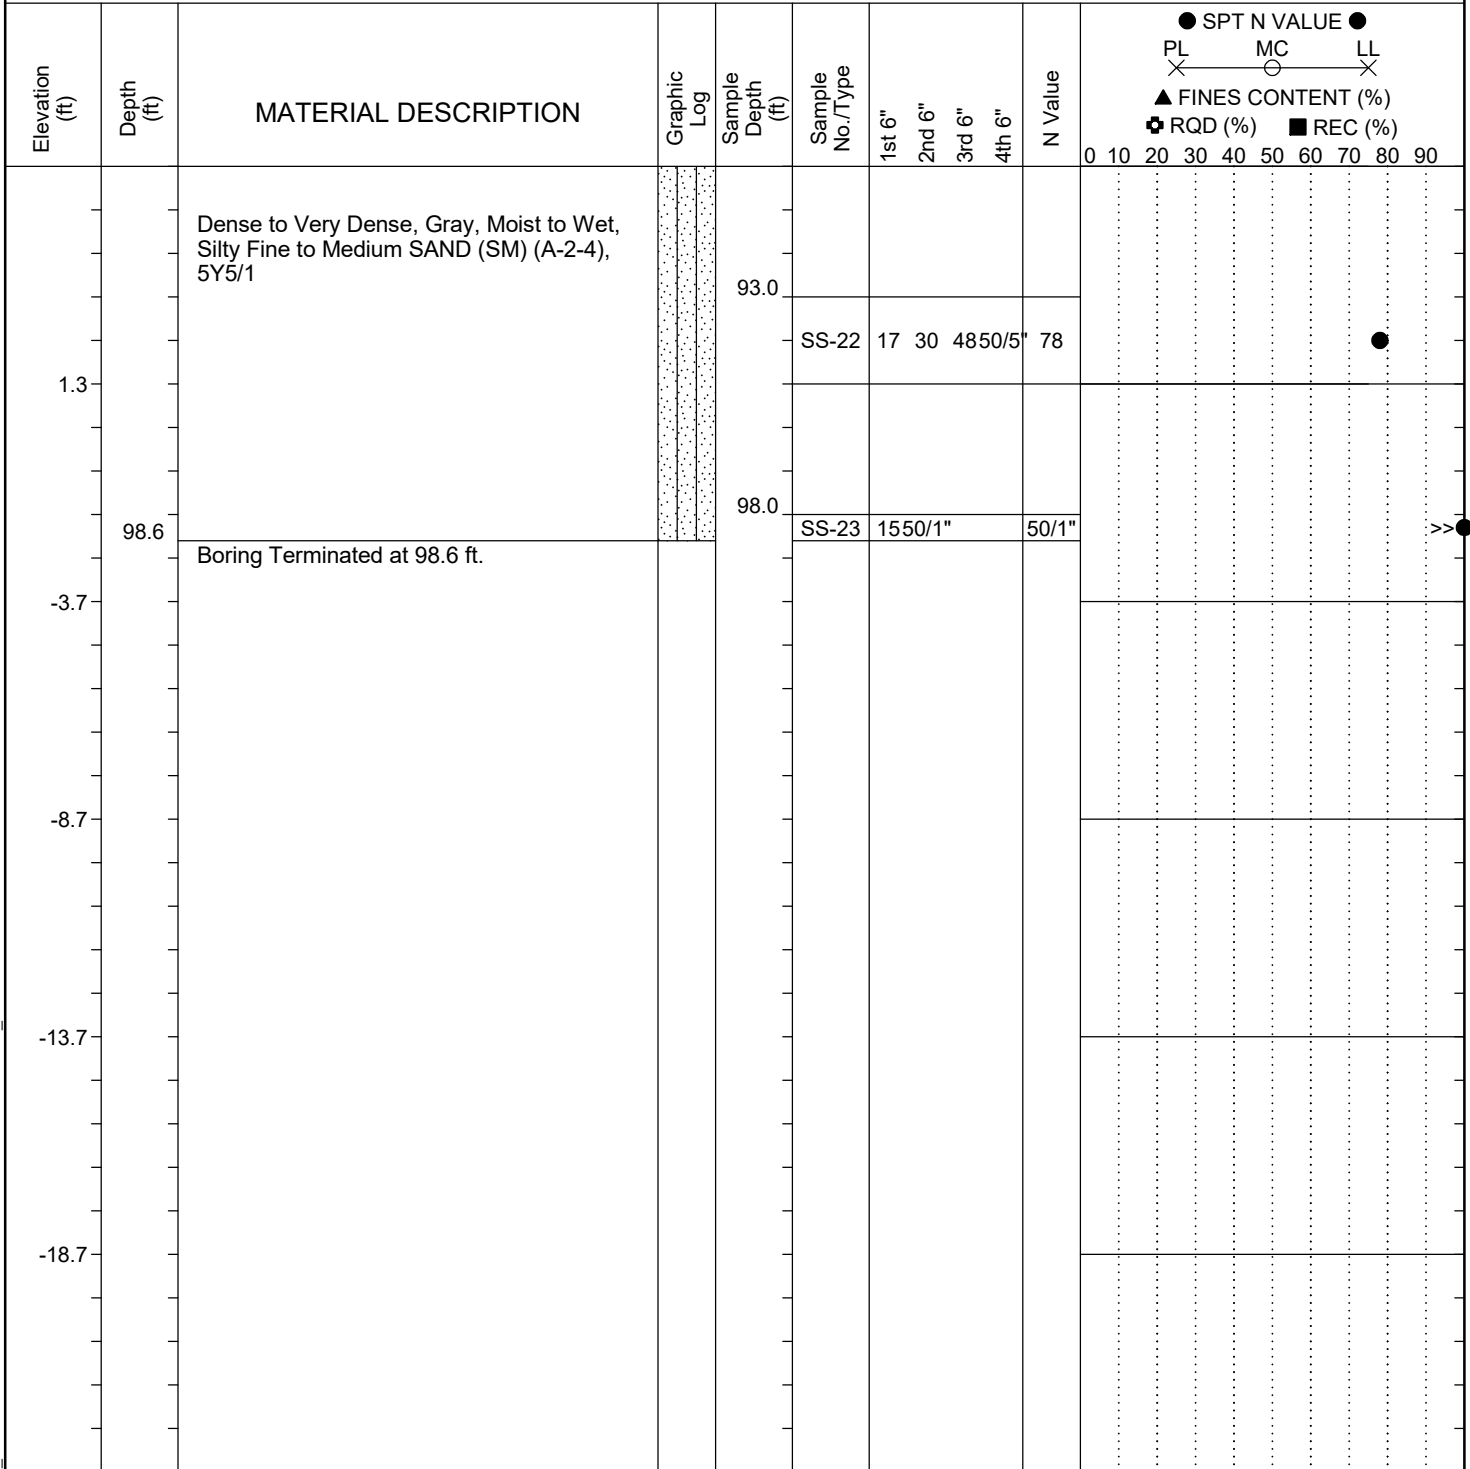 Elevation
(ft)
Depth
(ft)
MATERIAL DESCRIPTION
Graphic
Log
Sample
Depth
(ft)
Sample
No./Type
1st 6"
2nd 6"
3rd 6"
4th 6"
N Value
● SPT N VALUE ●
PL MC LL
▲ FINES CONTENT (%)
RQD (%) ■ REC (%)
0 10 20 30 40 50 60 70 80 90
Dense to Very Dense, Gray, Moist to Wet,
Silty Fine to Medium SAND (SM) (A-2-4),
5Y5/1
93.0
SS-22 17 30 48 50/5" 78
1.3
98.0
98.6
SS-23 15 50/1" 50/1" >>
Boring Terminated at 98.6 ft.
-3.7
-8.7
-13.7
-18.7